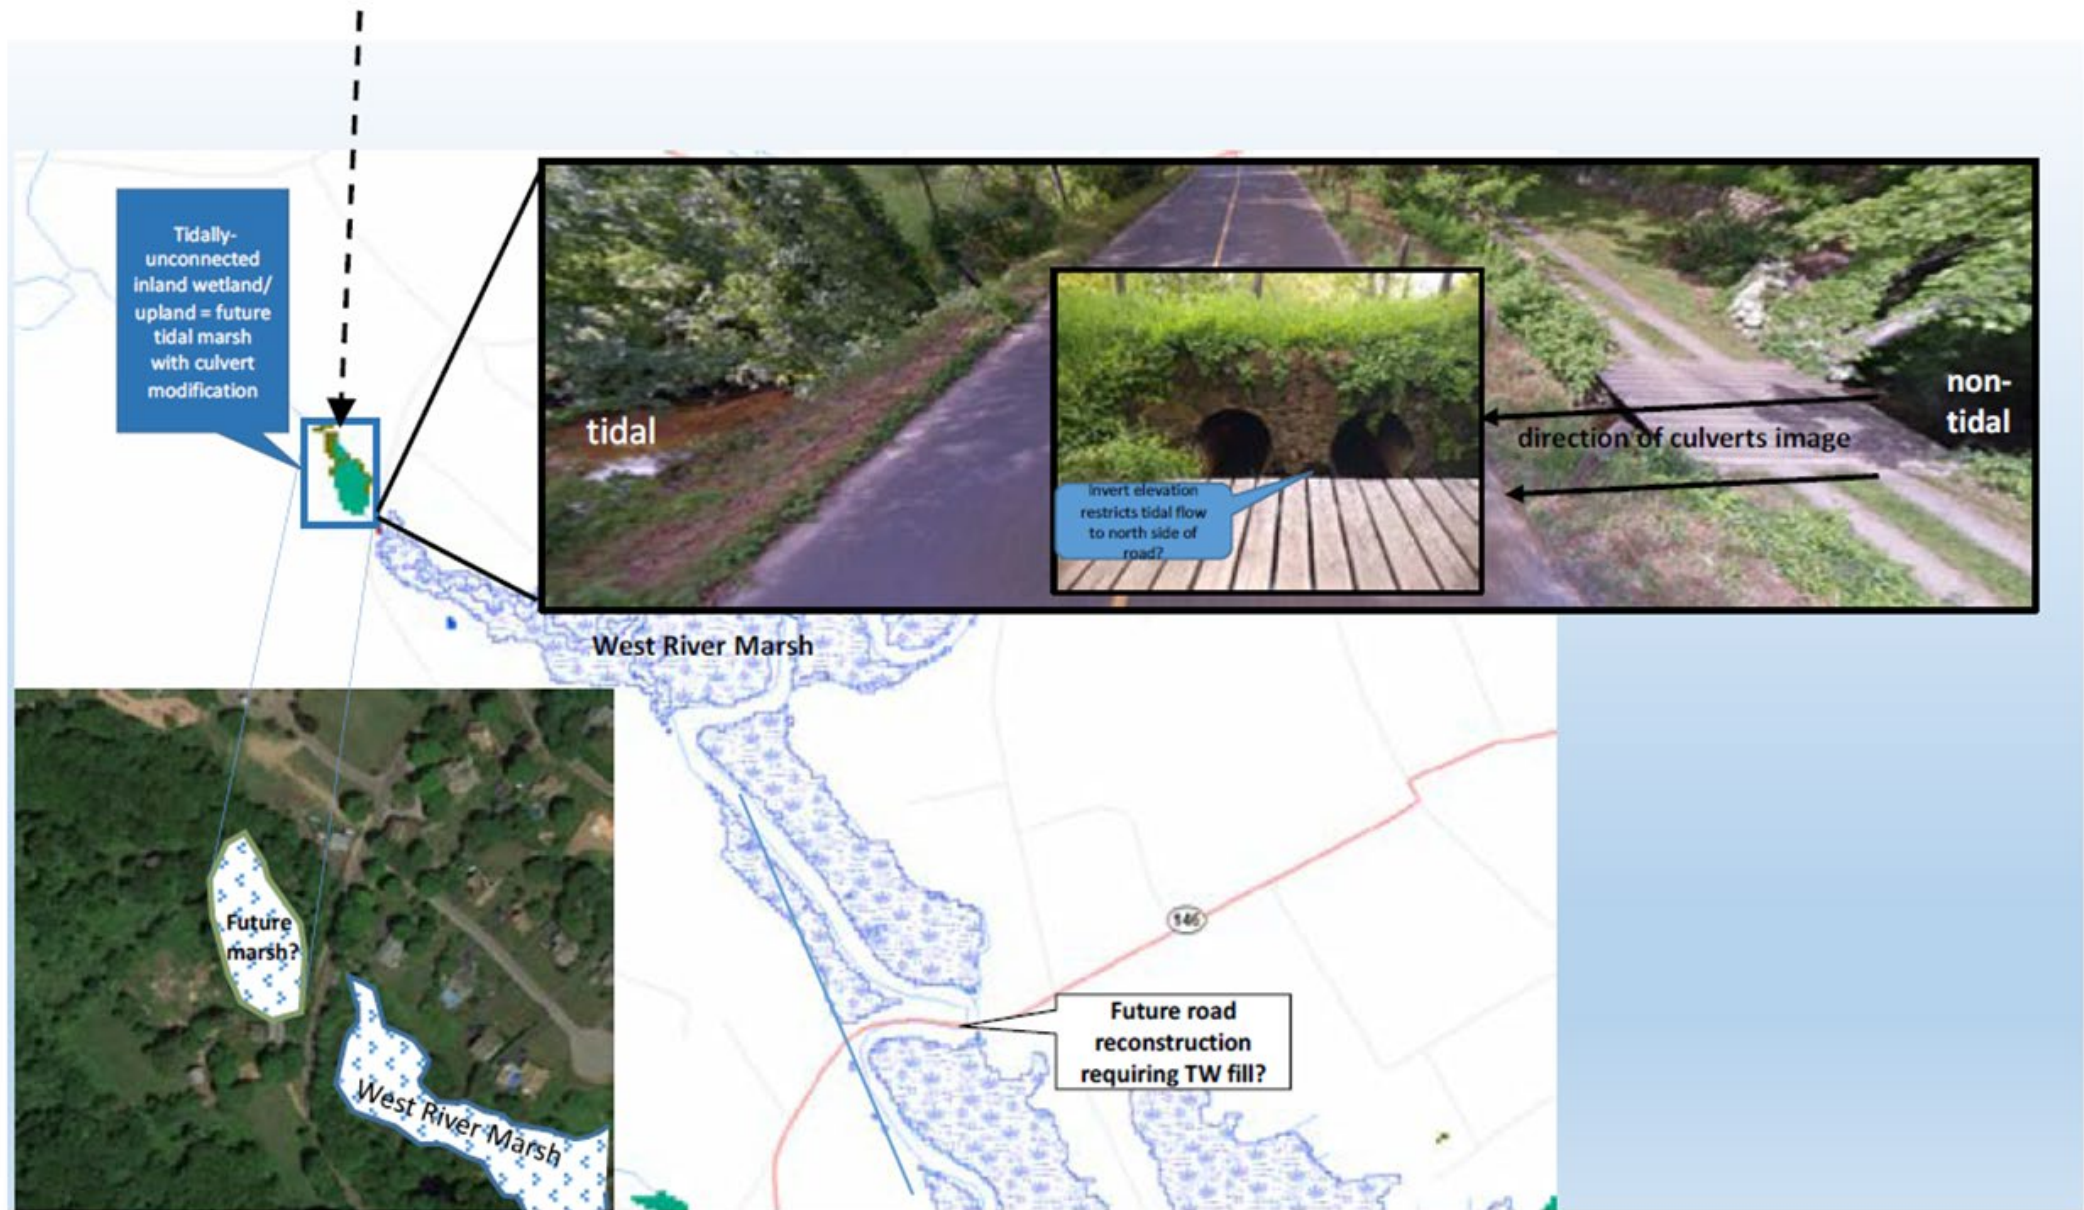 Tidally-
unconnected
inland wetland/
upland = future
tidal marsh
with culvert
modification
tidal
non-
tidal
direction of culverts image
Invert elevation
restricts tidal flow
to north side of
road?
West River Marsh
Future
marsh?
West River Marsh
146
Future road
reconstruction
requiring TW fill?